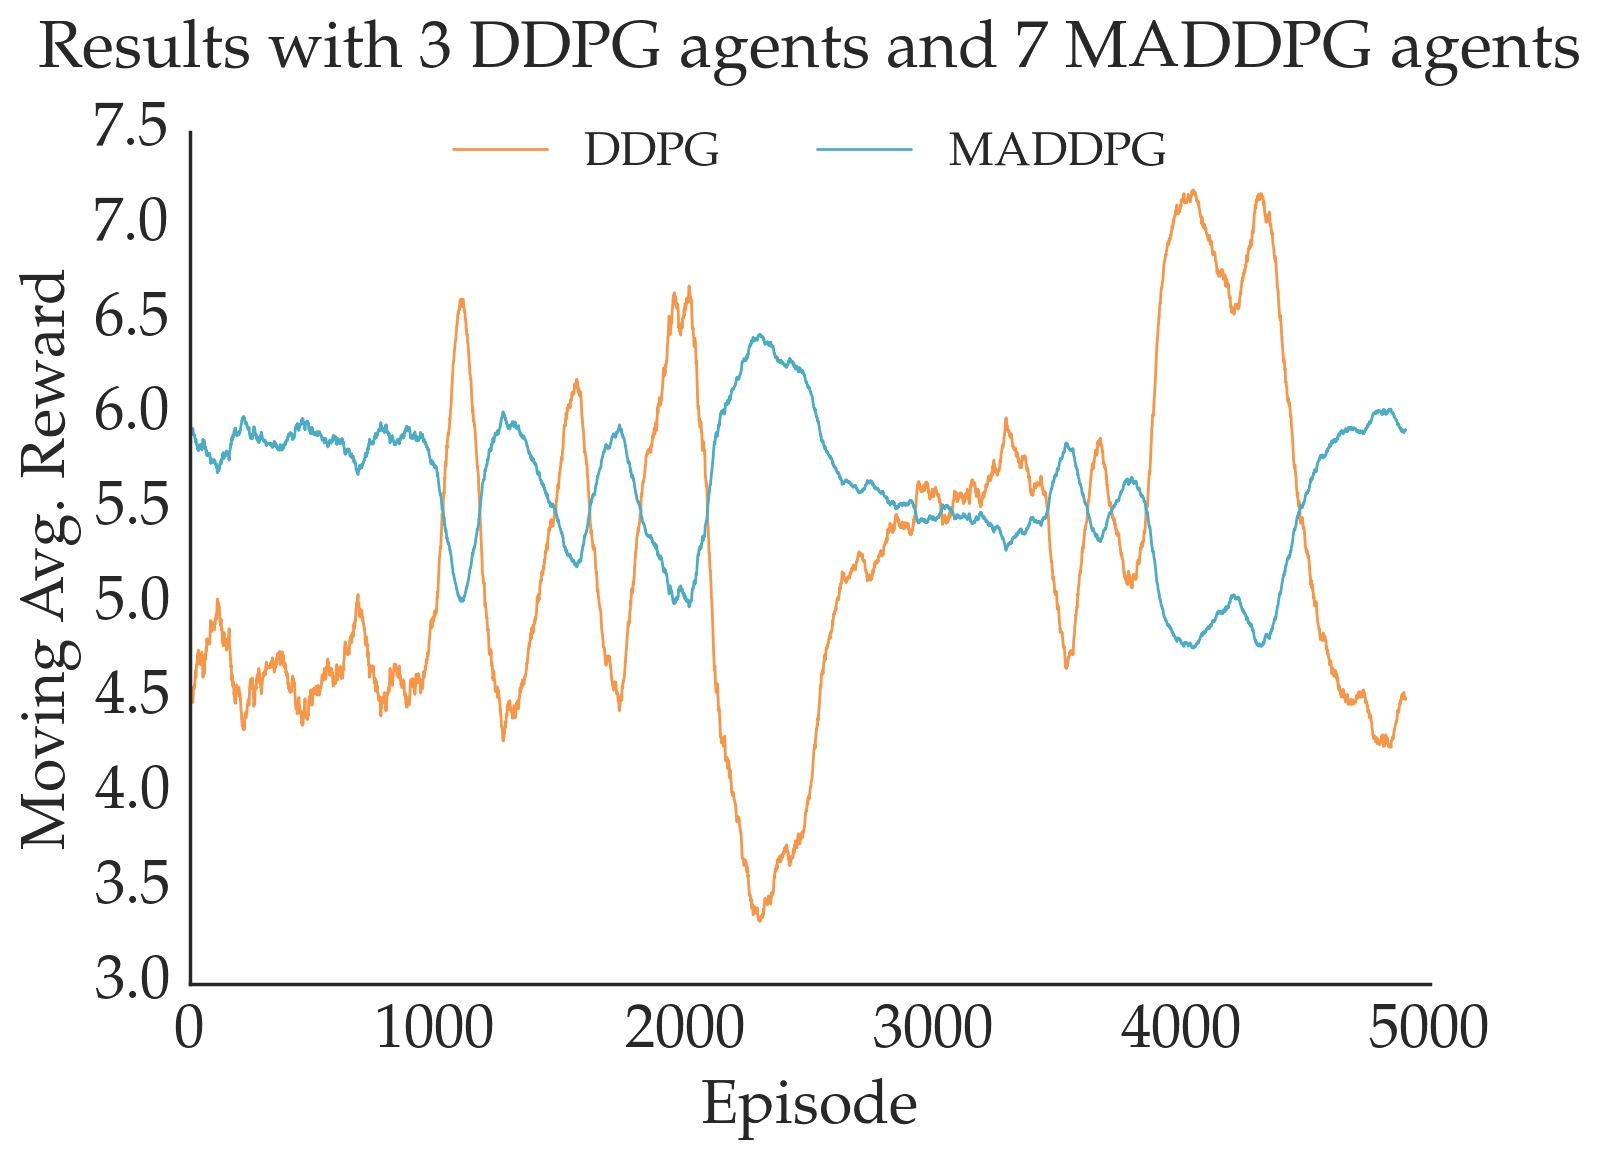 Results with 3 DDPG agents and 7 MADDPG agents
DDPG MADDPG
7.5
7.0
6.5
6.0
5.5
5.0
4.5
4.0
3.5
3.0
Moving Avg. Reward
0 1000 2000 3000 4000 5000
Episode